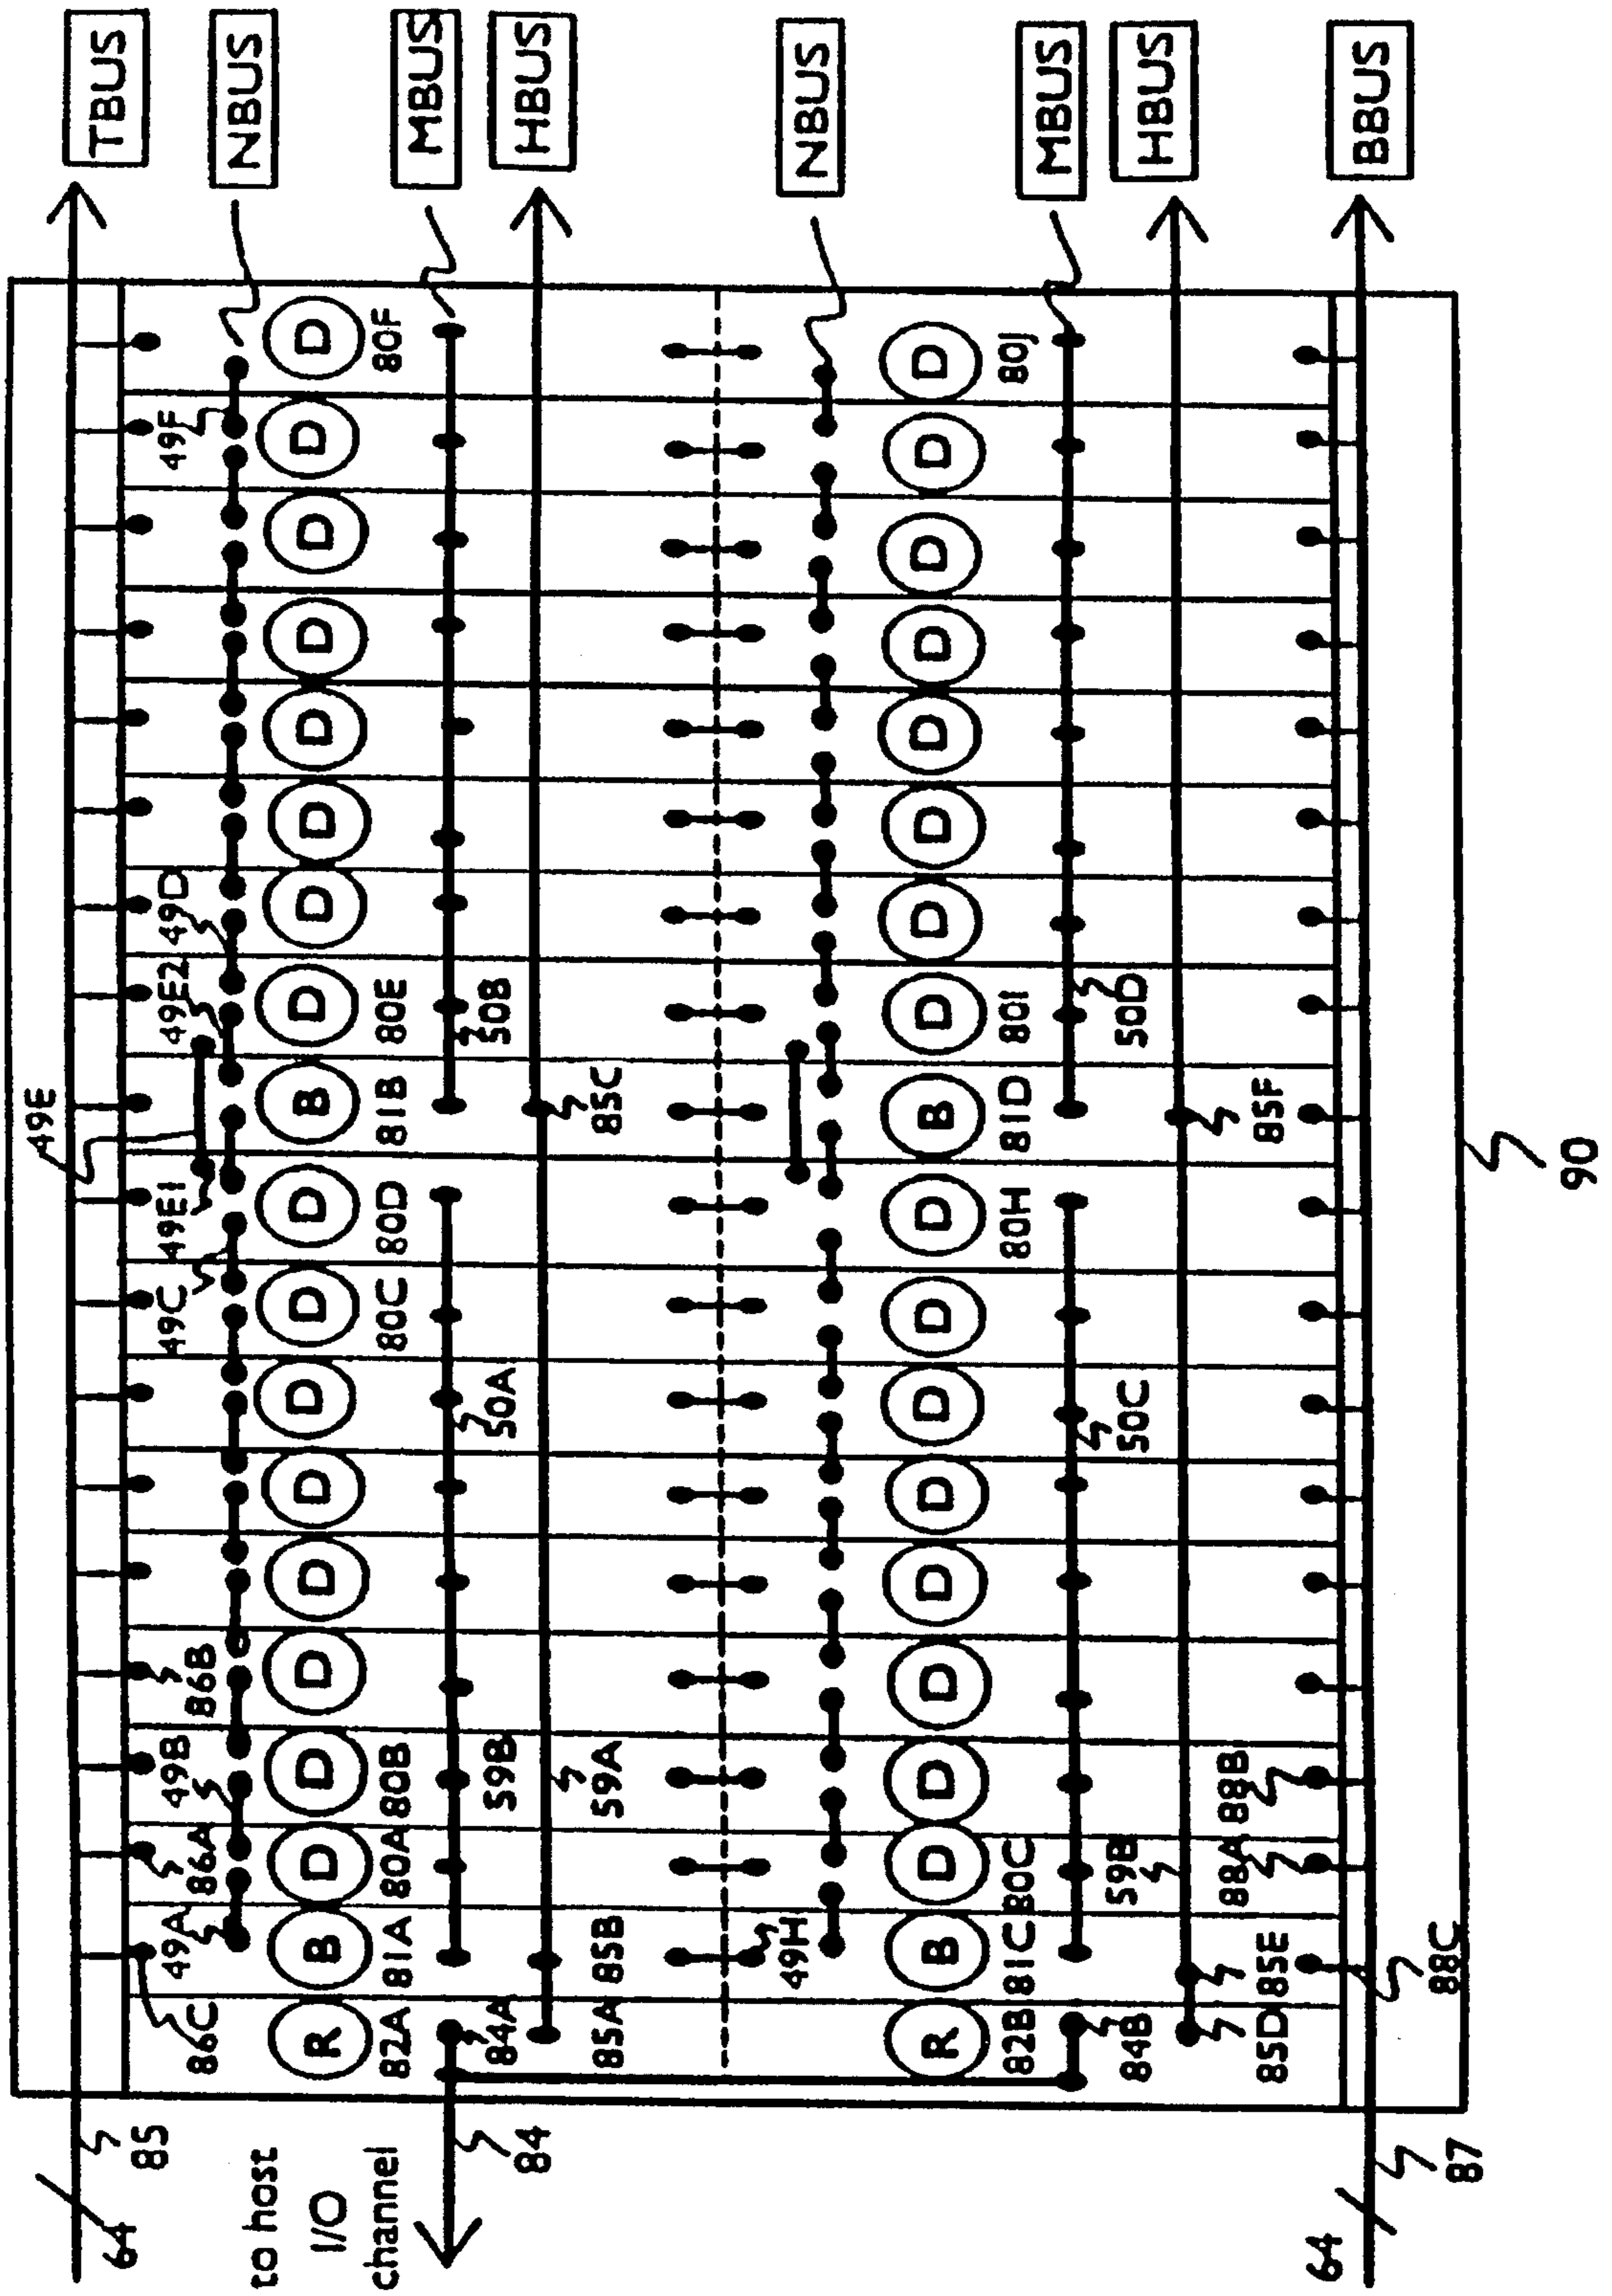 49E
64 85 TBUS
49A 49B 49C 49E1 49E2 49D 49F
86C 86A 86B
NBUS
to host
I/O
channel
R B D D D D D D D D B D D D D D D D D
82A 81A 80A 80B 80C 80D 81B 80E 80F
MBUS
84 84A 59B 50A 50B
HBUS
85A 85B 59A 85C
49H
NBUS
R B D D D D D D D D B D D D D D D D D
82B 81C 80C 80H 81D 80I 80J
MBUS
84B 59B 50C 50D
HBUS
88A 88B
85D 85E 85F
64 BBUS
87 88C
90